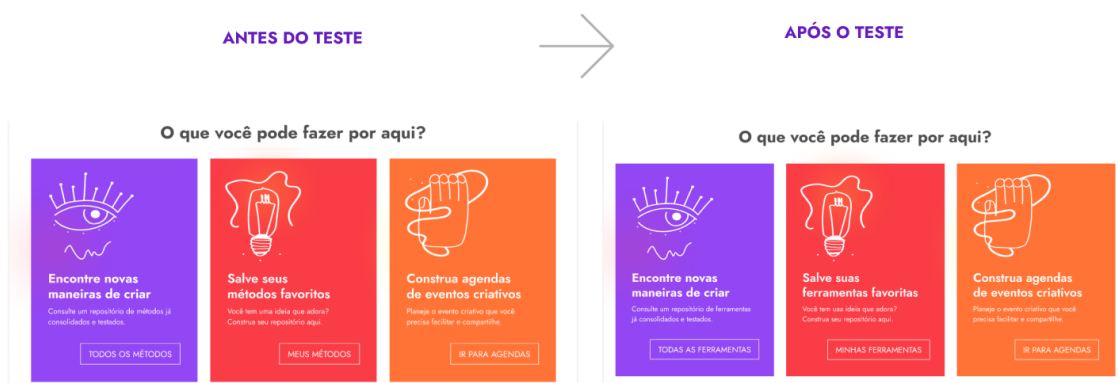 ANTES DO TESTE
APÓS O TESTE
O que você pode fazer por aqui?
Encontre novas
maneiras de criar
Consulte um repositório de métodos já
consolidados e testados.
TODOS OS MÉTODOS
Salve seus
métodos favoritos
Você tem uma ideia que adora?
Construa seu repositório aqui.
MEUS MÉTODOS
Construa agendas
de eventos criativos
Planeje o evento criativo que você
precisa facilitar e compartilhe.
IR PARA AGENDAS
O que você pode fazer por aqui?
Encontre novas
maneiras de criar
Consulte um repositório de ferramentas
já consolidados e testados.
TODAS AS FERRAMENTAS
Salve suas
ferramentas favoritas
Você tem uma ideia que adora?
Construa seu repositório aqui.
MINHAS FERRAMENTAS
Construa agendas
de eventos criativos
Planeje o evento criativo que você
precisa facilitar e compartilhe.
IR PARA AGENDAS